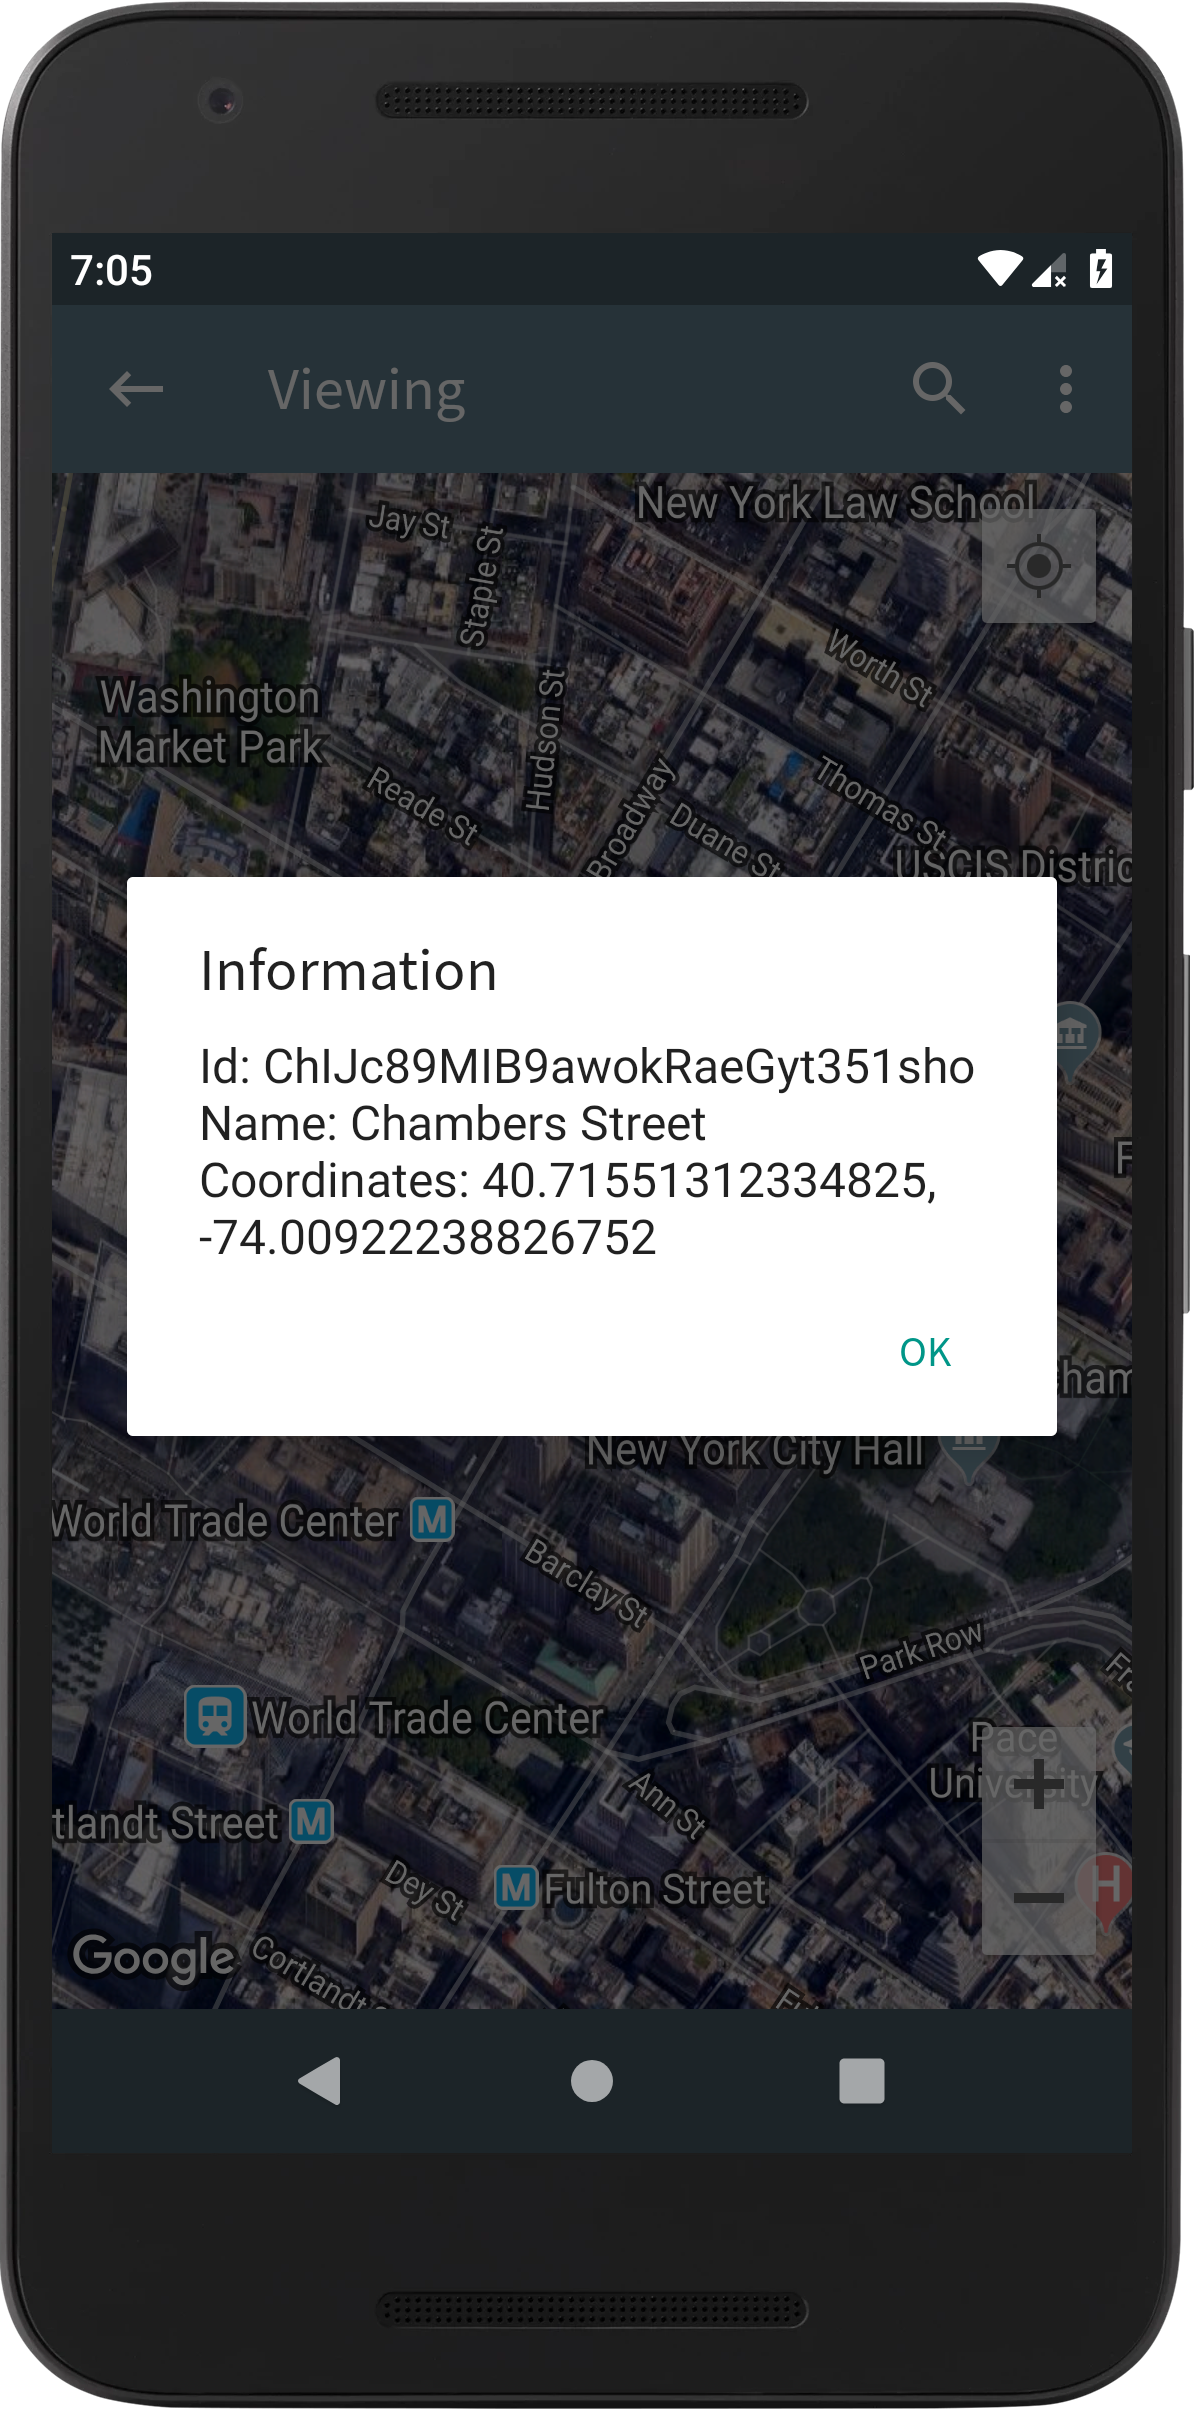 7:05
Viewing
New York Law School
Jay St
Staple St
Worth St
Washington
Market Park
Hudson St
Reade St
Broadway
Duane St
Thomas St
USCIS Distric
Information
Id: ChIJc89MIB9awokRaeGyt351sho
Name: Chambers Street
Coordinates: 40.71551312334825,
-74.00922238826752
OK
ham
New York City Hall
World Trade Center M
Barclay St
Park Row
World Trade Center
Pace
University
Ann St
tlandt Street M
Dey St
M Fulton Street
H
Google
Cortlandt